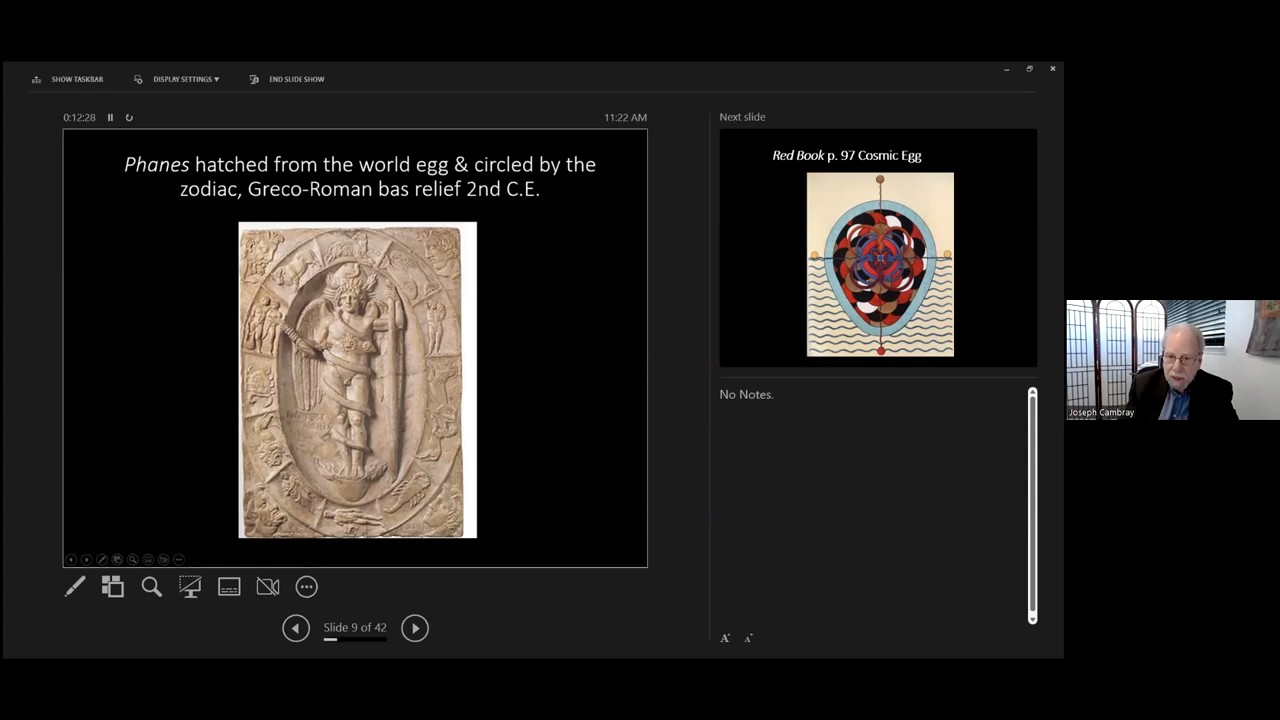 SHOW TASKBAR
DISPLAY SETTINGS ▾
END SLIDE SHOW
0:12:28
11:22 AM
Next slide
Phanes hatched from the world egg & circled by the
zodiac, Greco-Roman bas relief 2nd C.E.
Red Book p. 97 Cosmic Egg
No Notes.
Joseph Cambray
Slide 9 of 42
A A